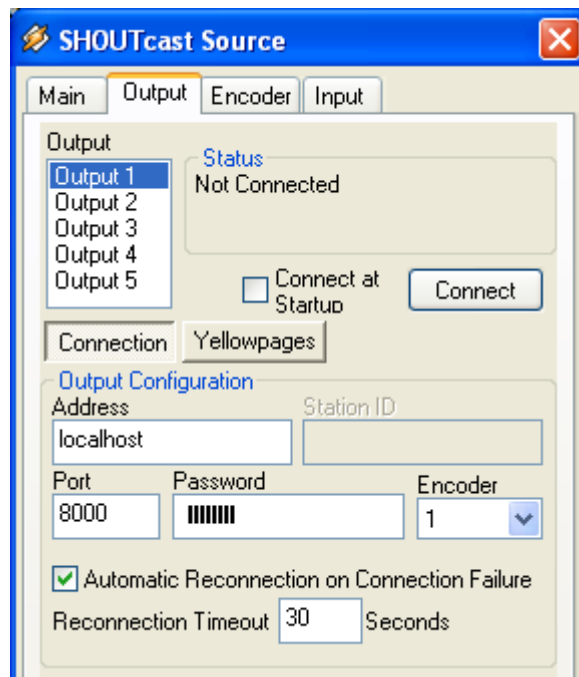 SHOUTcast Source
Main Output Encoder Input
Output
Output 1
Output 2
Output 3
Output 4
Output 5
Status
Not Connected
Connect at
Startup
Connect
Connection Yellowpages
Output Configuration
Address Station ID
localhost
Port Password Encoder
8000 1
Automatic Reconnection on Connection Failure
Reconnection Timeout 30 Seconds